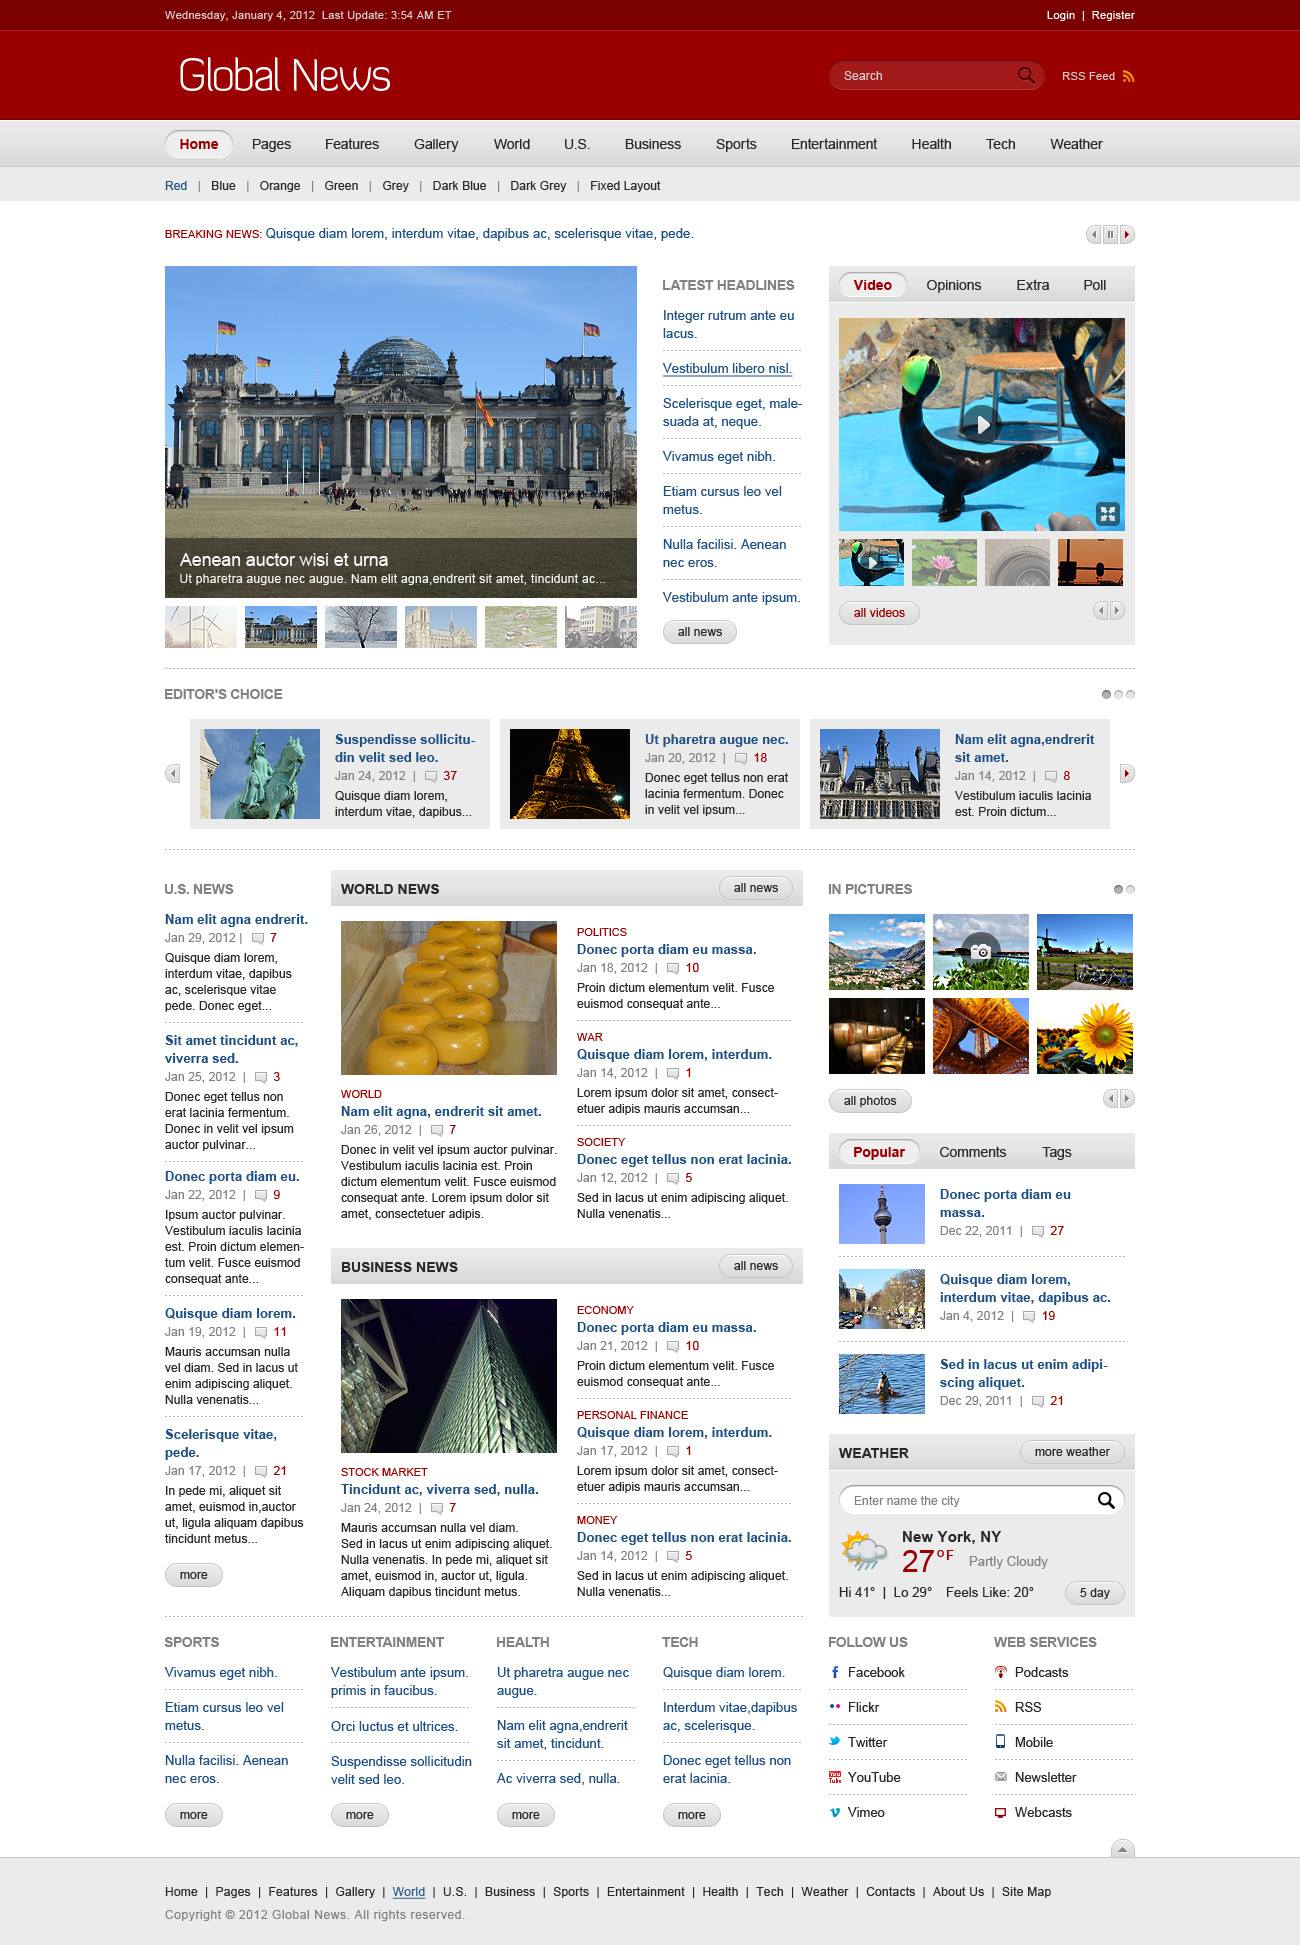 Wednesday, January 4, 2012 Last Update: 3:54 AM ET
Login | Register
Global News
Search
RSS Feed
Home Pages Features Gallery World U.S. Business Sports Entertainment Health Tech Weather
Red | Blue | Orange | Green | Grey | Dark Blue | Dark Grey | Fixed Layout
BREAKING NEWS: Quisque diam lorem, interdum vitae, dapibus ac, scelerisque vitae, pede.
Aenean auctor wisi et urna
Ut pharetra augue nec augue. Nam elit agna,endrerit sit amet, tincidunt ac...
LATEST HEADLINES
Integer rutrum ante eu
lacus.
Vestibulum libero nisl.
Scelerisque eget, male-
suada at, neque.
Vivamus eget nibh.
Etiam cursus leo vel
metus.
Nulla facilisi. Aenean
nec eros.
Vestibulum ante ipsum.
all news
Video Opinions Extra Poll
all videos
EDITOR'S CHOICE
Suspendisse sollicitu-
din velit sed leo.
Jan 24, 2012 | 37
Quisque diam lorem,
interdum vitae, dapibus...
Ut pharetra augue nec.
Jan 20, 2012 | 18
Donec eget tellus non erat
lacinia fermentum. Donec
in velit vel ipsum...
Nam elit agna,endrerit
sit amet.
Jan 14, 2012 | 8
Vestibulum iaculis lacinia
est. Proin dictum...
U.S. NEWS
Nam elit agna endrerit.
Jan 29, 2012 | 7
Quisque diam lorem,
interdum vitae, dapibus
ac, scelerisque vitae
pede. Donec eget...
Sit amet tincidunt ac,
viverra sed.
Jan 25, 2012 | 3
Donec eget tellus non
erat lacinia fermentum.
Donec in velit vel ipsum
auctor pulvinar...
Donec porta diam eu.
Jan 22, 2012 | 9
Ipsum auctor pulvinar.
Vestibulum iaculis lacinia
est. Proin dictum elemen-
tum velit. Fusce euismod
consequat ante...
Quisque diam lorem.
Jan 19, 2012 | 11
Mauris accumsan nulla
vel diam. Sed in lacus ut
enim adipiscing aliquet.
Nulla venenatis...
Scelerisque vitae,
pede.
Jan 17, 2012 | 21
In pede mi, aliquet sit
amet, euismod in,auctor
ut, ligula aliquam dapibus
tincidunt metus...
more
WORLD NEWS
all news
WORLD
Nam elit agna, endrerit sit amet.
Jan 26, 2012 | 7
Donec in velit vel ipsum auctor pulvinar.
Vestibulum iaculis lacinia est. Proin
dictum elementum velit. Fusce euismod
consequat ante. Lorem ipsum dolor sit
amet, consectetuer adipis.
POLITICS
Donec porta diam eu massa.
Jan 18, 2012 | 10
Proin dictum elementum velit. Fusce
euismod consequat ante...
WAR
Quisque diam lorem, interdum.
Jan 14, 2012 | 1
Lorem ipsum dolor sit amet, consect-
etuer adipis mauris accumsan...
SOCIETY
Donec eget tellus non erat lacinia.
Jan 12, 2012 | 5
Sed in lacus ut enim adipiscing aliquet.
Nulla venenatis...
BUSINESS NEWS
all news
STOCK MARKET
Tincidunt ac, viverra sed, nulla.
Jan 24, 2012 | 7
Mauris accumsan nulla vel diam.
Sed in lacus ut enim adipiscing aliquet.
Nulla venenatis. In pede mi, aliquet sit
amet, euismod in, auctor ut, ligula.
Aliquam dapibus tincidunt metus.
ECONOMY
Donec porta diam eu massa.
Jan 21, 2012 | 10
Proin dictum elementum velit. Fusce
euismod consequat ante...
PERSONAL FINANCE
Quisque diam lorem, interdum.
Jan 17, 2012 | 1
Lorem ipsum dolor sit amet, consect-
etuer adipis mauris accumsan...
MONEY
Donec eget tellus non erat lacinia.
Jan 14, 2012 | 5
Sed in lacus ut enim adipiscing aliquet.
Nulla venenatis...
IN PICTURES
all photos
Popular Comments Tags
Donec porta diam eu
massa.
Dec 22, 2011 | 27
Quisque diam lorem,
interdum vitae, dapibus ac.
Jan 4, 2012 | 19
Sed in lacus ut enim adipi-
scing aliquet.
Dec 29, 2011 | 21
WEATHER
more weather
Enter name the city
New York, NY
27°F Partly Cloudy
Hi 41° | Lo 29° Feels Like: 20°
5 day
SPORTS
Vivamus eget nibh.
Etiam cursus leo vel
metus.
Nulla facilisi. Aenean
nec eros.
more
ENTERTAINMENT
Vestibulum ante ipsum.
primis in faucibus.
Orci luctus et ultrices.
Suspendisse sollicitudin
velit sed leo.
more
HEALTH
Ut pharetra augue nec
augue.
Nam elit agna,endrerit
sit amet, tincidunt.
Ac viverra sed, nulla.
more
TECH
Quisque diam lorem.
Interdum vitae,dapibus
ac, scelerisque.
Donec eget tellus non
erat lacinia.
more
FOLLOW US
Facebook
Flickr
Twitter
YouTube
Vimeo
WEB SERVICES
Podcasts
RSS
Mobile
Newsletter
Webcasts
Home | Pages | Features | Gallery | World | U.S. | Business | Sports | Entertainment | Health | Tech | Weather | Contacts | About Us | Site Map
Copyright © 2012 Global News. All rights reserved.